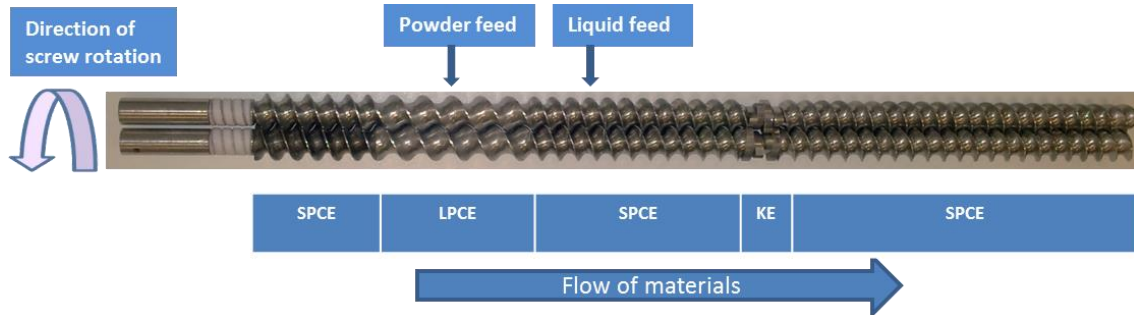 Direction of
screw rotation
Powder feed
Liquid feed
SPCE
LPCE
SPCE
KE
SPCE
Flow of materials